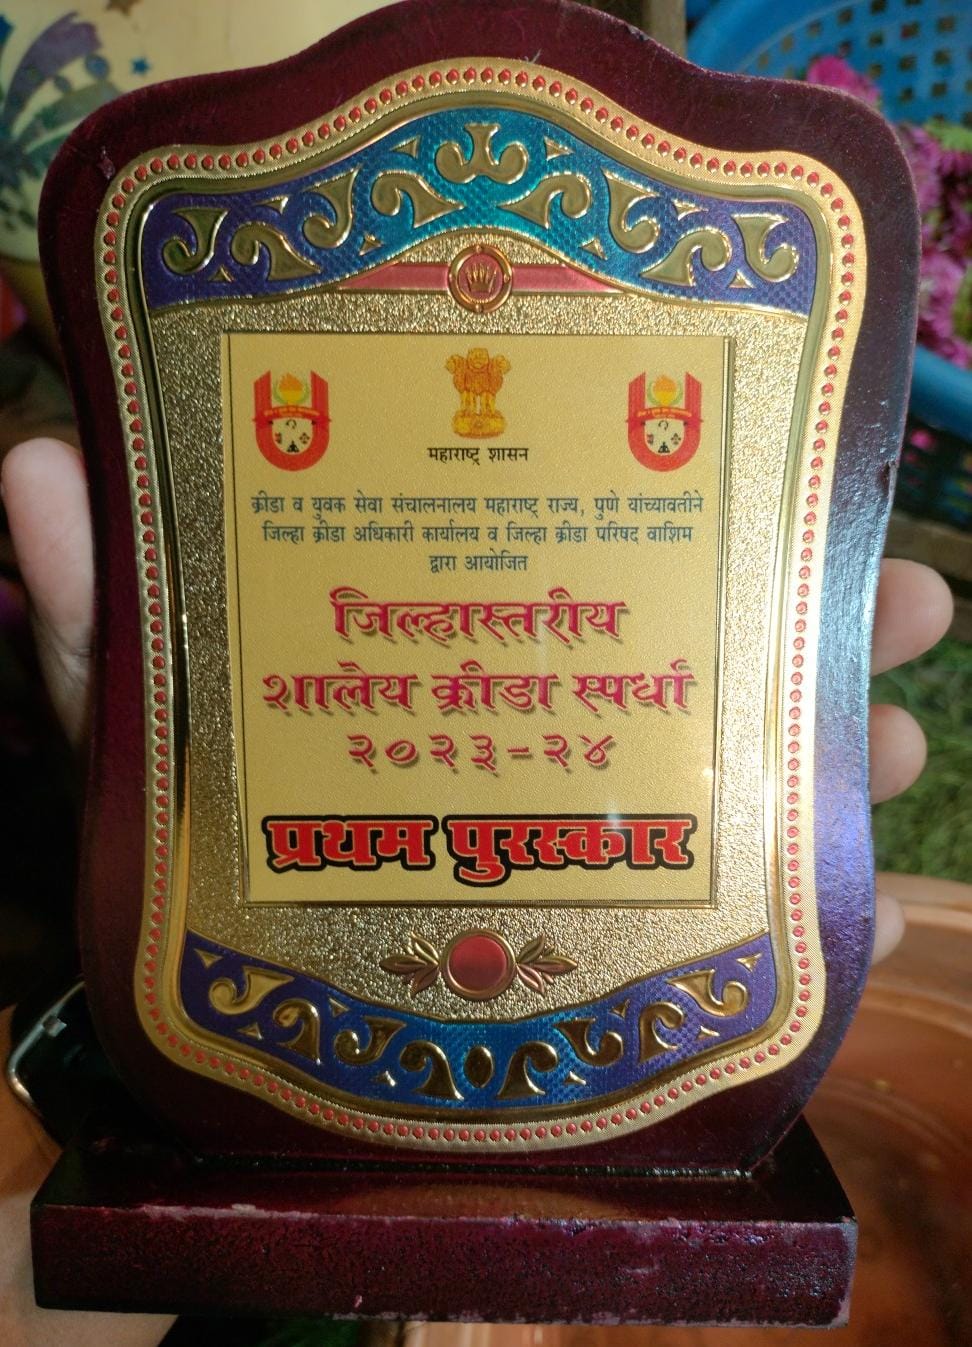 महाराष्ट्र शासन
क्रीडा व युवक सेवा संचालनालय महाराष्ट्र राज्य, पुणे यांच्यावतीने
जिल्हा क्रीडा अधिकारी कार्यालय व जिल्हा क्रीडा परिषद वाशिम
द्वारा आयोजित
जिल्हास्तरीय
शालेय क्रीडा स्पर्धा
२०२३-२४
प्रथम पुरस्कार